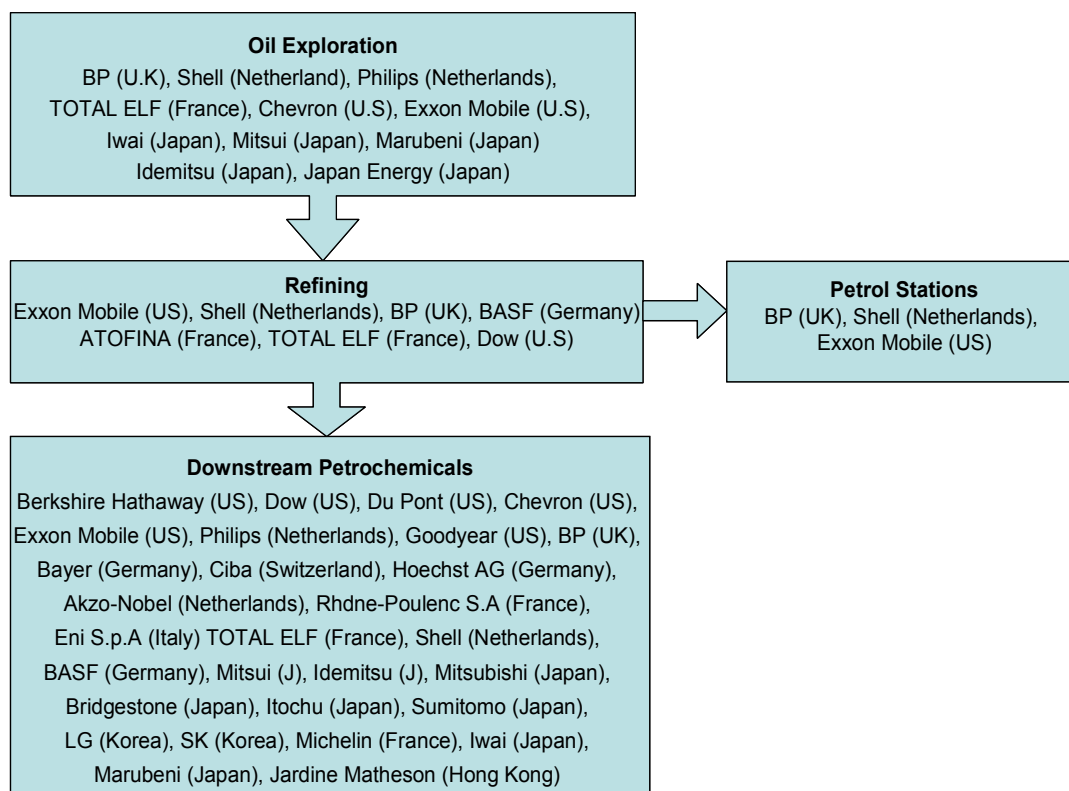 Oil Exploration
BP (U.K), Shell (Netherland), Philips (Netherlands),
TOTAL ELF (France), Chevron (U.S), Exxon Mobile (U.S),
Iwai (Japan), Mitsui (Japan), Marubeni (Japan)
Idemitsu (Japan), Japan Energy (Japan)
Refining
Exxon Mobile (US), Shell (Netherlands), BP (UK), BASF (Germany)
ATOFINA (France), TOTAL ELF (France), Dow (U.S)
Petrol Stations
BP (UK), Shell (Netherlands),
Exxon Mobile (US)
Downstream Petrochemicals
Berkshire Hathaway (US), Dow (US), Du Pont (US), Chevron (US),
Exxon Mobile (US), Philips (Netherlands), Goodyear (US), BP (UK),
Bayer (Germany), Ciba (Switzerland), Hoechst AG (Germany),
Akzo-Nobel (Netherlands), Rhdne-Poulenc S.A (France),
Eni S.p.A (Italy) TOTAL ELF (France), Shell (Netherlands),
BASF (Germany), Mitsui (J), Idemitsu (J), Mitsubishi (Japan),
Bridgestone (Japan), Itochu (Japan), Sumitomo (Japan),
LG (Korea), SK (Korea), Michelin (France), Iwai (Japan),
Marubeni (Japan), Jardine Matheson (Hong Kong)